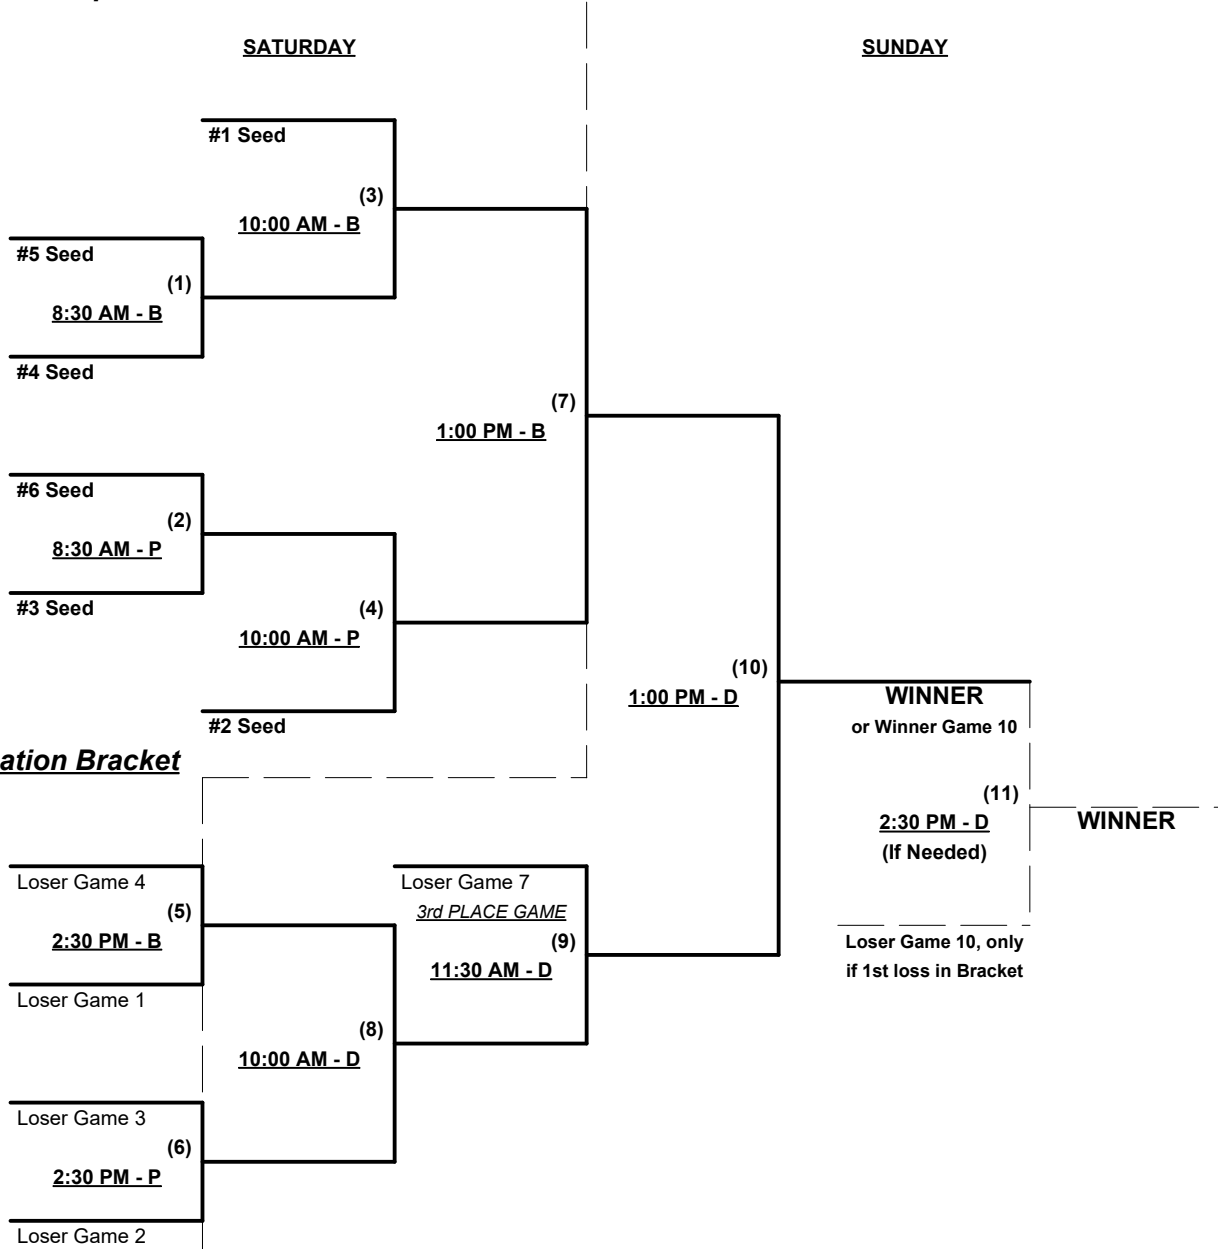 SATURDAY
SUNDAY
#1 Seed
(3)
10:00 AM - B
#5 Seed
(1)
8:30 AM - B
#4 Seed
(7)
1:00 PM - B
#6 Seed
(2)
8:30 AM - P
#3 Seed
(4)
10:00 AM - P
#2 Seed
(10)
1:00 PM - D
WINNER
or Winner Game 10
(11)
2:30 PM - D
(If Needed)
WINNER
Loser Game 10, only
if 1st loss in Bracket
ation Bracket
Loser Game 4
(5)
2:30 PM - B
Loser Game 1
Loser Game 7
3rd PLACE GAME
(9)
11:30 AM - D
(8)
10:00 AM - D
Loser Game 3
(6)
2:30 PM - P
Loser Game 2